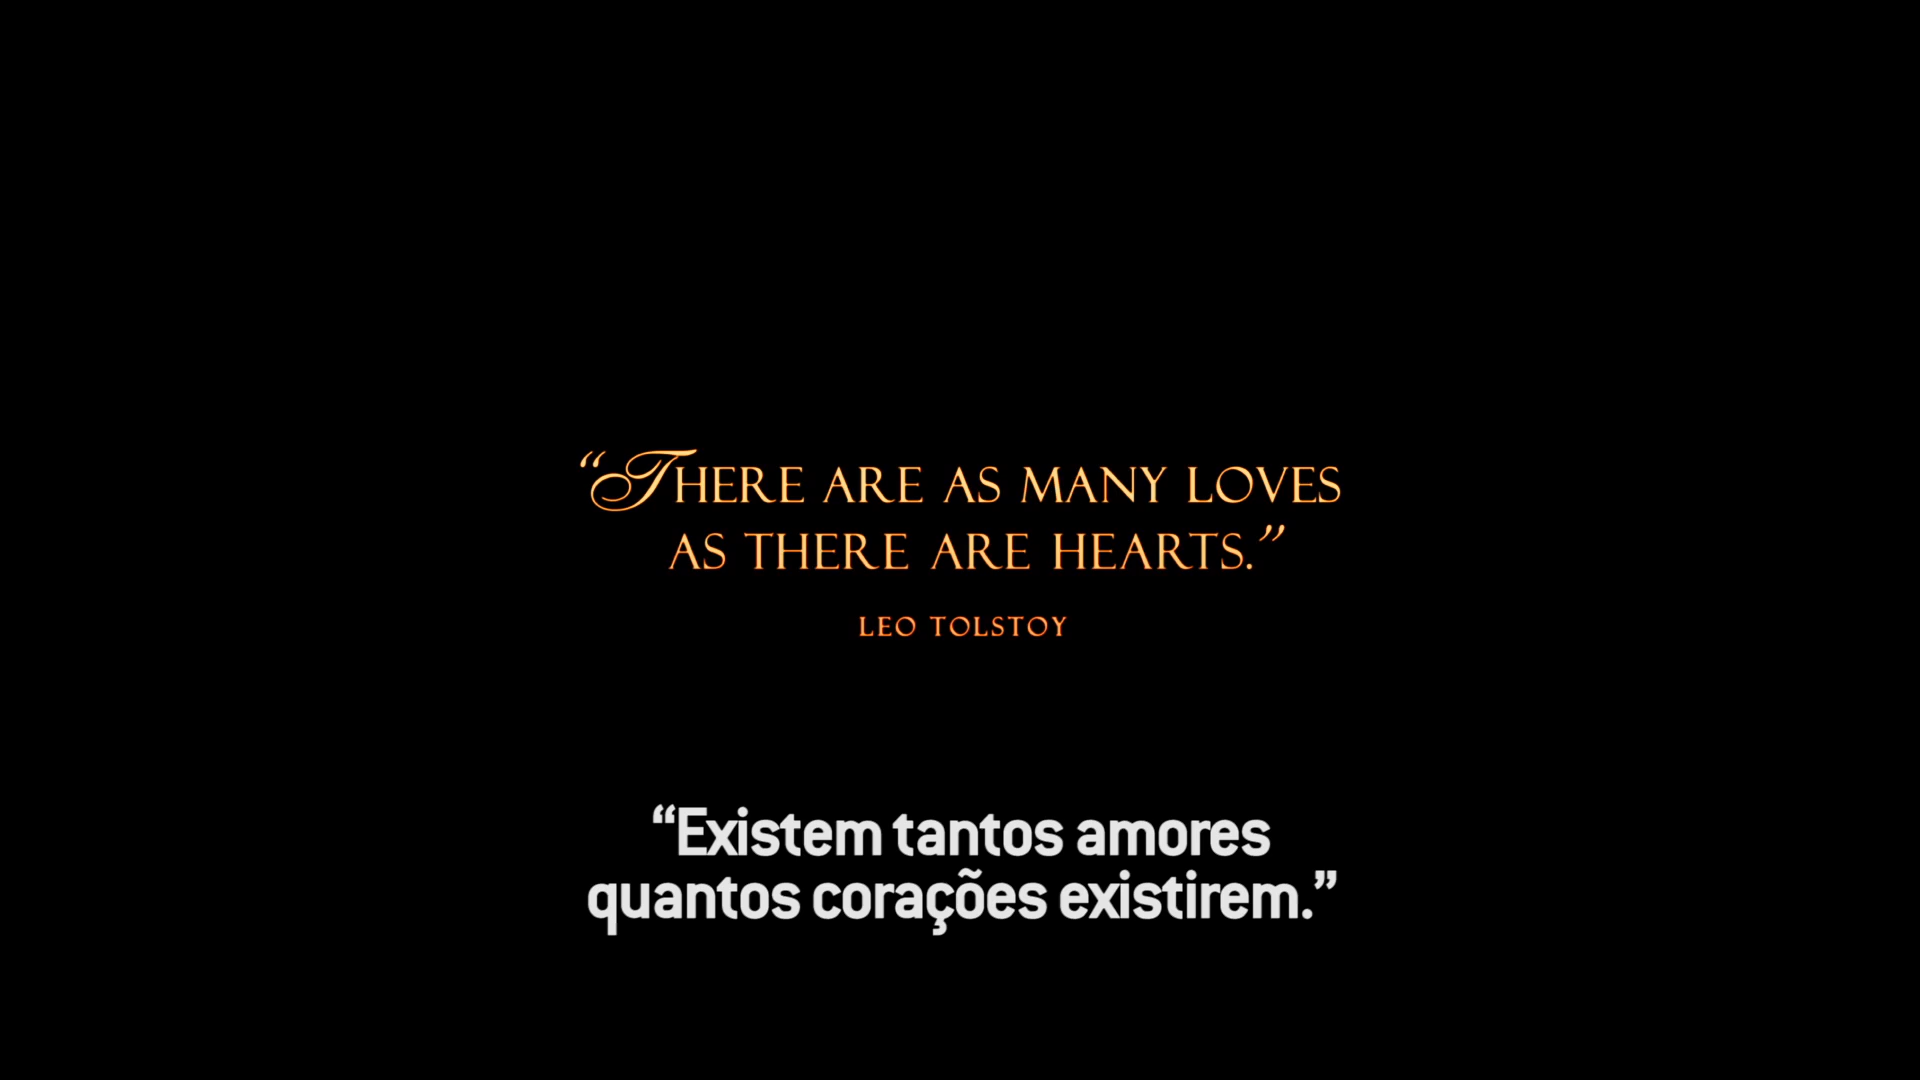 “THERE ARE AS MANY LOVES
AS THERE ARE HEARTS.”
LEO TOLSTOY
“Existem tantos amores
quantos corações existirem.”